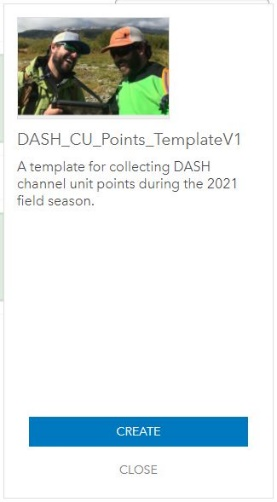 DASH_CU_Points_TemplateV1
A template for collecting DASH
channel unit points during the 2021
field season.
CREATE
CLOSE